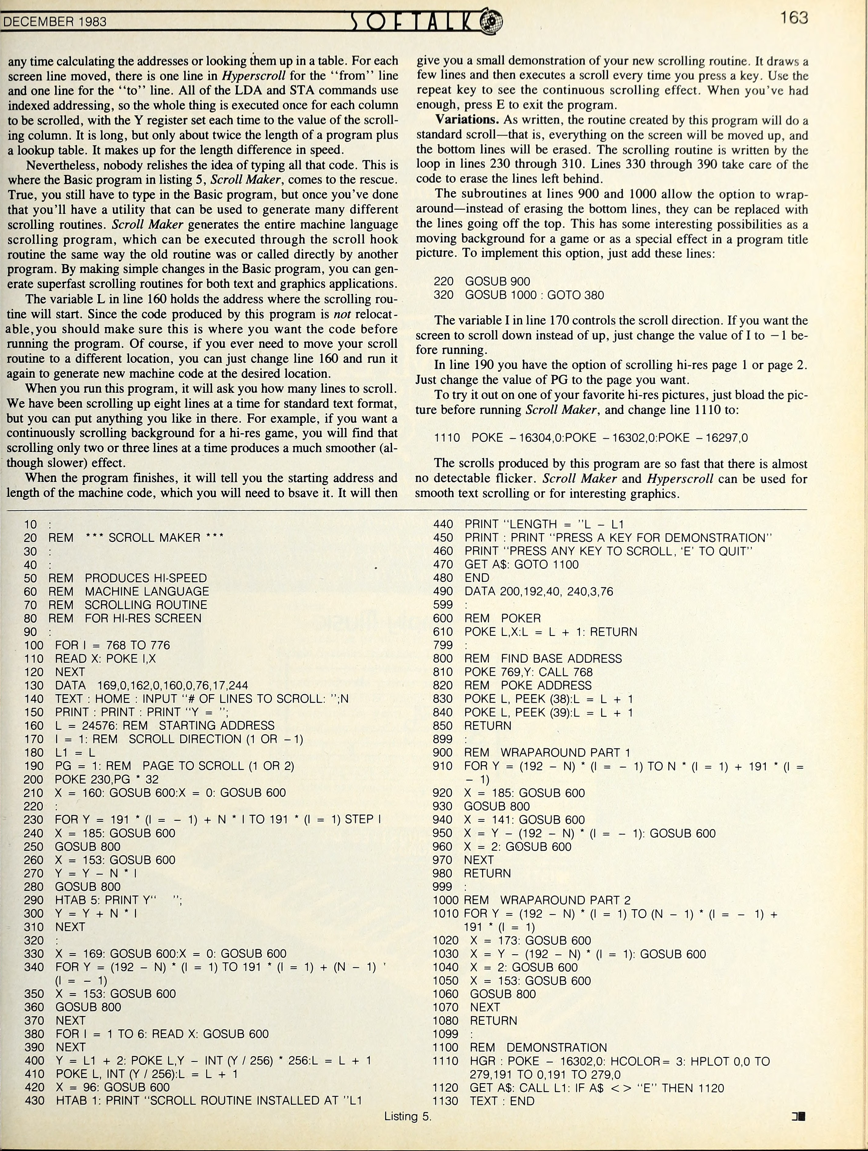 DECEMBER 1983
SOFTALK
163
any time calculating the addresses or looking them up in a table. For each
screen line moved, there is one line in Hyperscroll for the "from" line
and one line for the "to" line. All of the LDA and STA commands use
indexed addressing, so the whole thing is executed once for each column
to be scrolled, with the Y register set each time to the value of the scroll-
ing column. It is long, but only about twice the length of a program plus
a lookup table. It makes up for the length difference in speed.
Nevertheless, nobody relishes the idea of typing all that code. This is
where the Basic program in listing 5, Scroll Maker, comes to the rescue.
True, you still have to type in the Basic program, but once you've done
that you'll have a utility that can be used to generate many different
scrolling routines. Scroll Maker generates the entire machine language
scrolling program, which can be executed through the scroll hook
routine the same way the old routine was or called directly by another
program. By making simple changes in the Basic program, you can gen-
erate superfast scrolling routines for both text and graphics applications.
The variable L in line 160 holds the address where the scrolling rou-
tine will start. Since the code produced by this program is not relocat-
able, you should make sure this is where you want the code before
running the program. Of course, if you ever need to move your scroll
routine to a different location, you can just change line 160 and run it
again to generate new machine code at the desired location.
When you run this program, it will ask you how many lines to scroll.
We have been scrolling up eight lines at a time for standard text format,
but you can put anything you like in there. For example, if you want a
continuously scrolling background for a hi-res game, you will find that
scrolling only two or three lines at a time produces a much smoother (al-
though slower) effect.
When the program finishes, it will tell you the starting address and
length of the machine code, which you will need to bsave it. It will then
give you a small demonstration of your new scrolling routine. It draws a
few lines and then executes a scroll every time you press a key. Use the
repeat key to see the continuous scrolling effect. When you've had
enough, press E to exit the program.
Variations. As written, the routine created by this program will do a
standard scroll—that is, everything on the screen will be moved up, and
the bottom lines will be erased. The scrolling routine is written by the
loop in lines 230 through 310. Lines 330 through 390 take care of the
code to erase the lines left behind.
The subroutines at lines 900 and 1000 allow the option to wrap-
around—instead of erasing the bottom lines, they can be replaced with
the lines going off the top. This has some interesting possibilities as a
moving background for a game or as a special effect in a program title
picture. To implement this option, just add these lines:
220 GOSUB 900
320 GOSUB 1000 : GOTO 380
The variable I in line 170 controls the scroll direction. If you want the
screen to scroll down instead of up, just change the value of I to −1 be-
fore running.
In line 190 you have the option of scrolling hi-res page 1 or page 2.
Just change the value of PG to the page you want.
To try it out on one of your favorite hi-res pictures, just bload the pic-
ture before running Scroll Maker, and change line 1110 to:
1110 POKE −16304,0:POKE −16302,0:POKE −16297,0
The scrolls produced by this program are so fast that there is almost
no detectable flicker. Scroll Maker and Hyperscroll can be used for
smooth text scrolling or for interesting graphics.
10 :
20 REM *** SCROLL MAKER ***
30 :
40 :
50 REM PRODUCES HI-SPEED
60 REM MACHINE LANGUAGE
70 REM SCROLLING ROUTINE
80 REM FOR HI-RES SCREEN
90 :
100 FOR I = 768 TO 776
110 READ X: POKE I,X
120 NEXT
130 DATA 169,0,162,0,160,0,76,17,244
140 TEXT : HOME : INPUT "# OF LINES TO SCROLL: ";N
150 PRINT : PRINT : PRINT "Y = ";
160 L = 24576: REM STARTING ADDRESS
170 I = 1: REM SCROLL DIRECTION (1 OR −1)
180 L1 = L
190 PG = 1: REM PAGE TO SCROLL (1 OR 2)
200 POKE 230,PG * 32
210 X = 160: GOSUB 600:X = 0: GOSUB 600
220 :
230 FOR Y = 191 * (I = − 1) + N * I TO 191 * (I = 1) STEP I
240 X = 185: GOSUB 600
250 GOSUB 800
260 X = 153: GOSUB 600
270 Y = Y − N * I
280 GOSUB 800
290 HTAB 5: PRINT Y" ";
300 Y = Y + N * I
310 NEXT
320 :
330 X = 169: GOSUB 600:X = 0: GOSUB 600
340 FOR Y = (192 − N) * (I = 1) TO 191 * (I = 1) + (N − 1) '
(I = − 1)
350 X = 153: GOSUB 600
360 GOSUB 800
370 NEXT
380 FOR I = 1 TO 6: READ X: GOSUB 600
390 NEXT
400 Y = L1 + 2: POKE L,Y − INT (Y / 256) * 256:L = L + 1
410 POKE L, INT (Y / 256):L = L + 1
420 X = 96: GOSUB 600
430 HTAB 1: PRINT "SCROLL ROUTINE INSTALLED AT "L1
440 PRINT "LENGTH = "L − L1
450 PRINT : PRINT "PRESS A KEY FOR DEMONSTRATION"
460 PRINT "PRESS ANY KEY TO SCROLL, 'E' TO QUIT"
470 GET A$: GOTO 1100
480 END
490 DATA 200,192,40, 240,3,76
599 :
600 REM POKER
610 POKE L,X:L = L + 1: RETURN
799 :
800 REM FIND BASE ADDRESS
810 POKE 769,Y: CALL 768
820 REM POKE ADDRESS
830 POKE L, PEEK (38):L = L + 1
840 POKE L, PEEK (39):L = L + 1
850 RETURN
899 :
900 REM WRAPAROUND PART 1
910 FOR Y = (192 − N) * (I = − 1) TO N * (I = 1) + 191 * (I =
− 1)
920 X = 185: GOSUB 600
930 GOSUB 800
940 X = 141: GOSUB 600
950 X = Y − (192 − N) * (I = − 1): GOSUB 600
960 X = 2: GOSUB 600
970 NEXT
980 RETURN
999 :
1000 REM WRAPAROUND PART 2
1010 FOR Y = (192 − N) * (I = 1) TO (N − 1) * (I = − 1) +
191 * (I = 1)
1020 X = 173: GOSUB 600
1030 X = Y − (192 − N) * (I = 1): GOSUB 600
1040 X = 2: GOSUB 600
1050 X = 153: GOSUB 600
1060 GOSUB 800
1070 NEXT
1080 RETURN
1099 :
1100 REM DEMONSTRATION
1110 HGR : POKE − 16302,0: HCOLOR= 3: HPLOT 0,0 TO
279,191 TO 0,191 TO 279,0
1120 GET A$: CALL L1: IF A$ < > "E" THEN 1120
1130 TEXT : END
Listing 5.